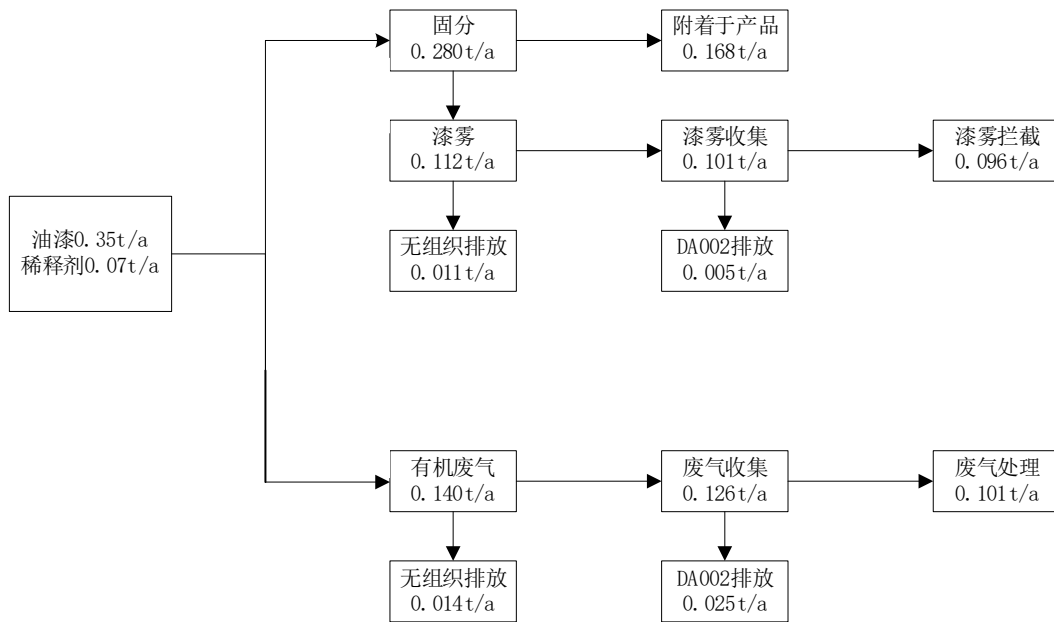 固分
0.280t/a
附着于产品
0.168t/a
漆雾
0.112t/a
漆雾收集
0.101t/a
漆雾拦截
0.096t/a
油漆0.35t/a
稀释剂0.07t/a
无组织排放
0.011t/a
DA002排放
0.005t/a
有机废气
0.140t/a
废气收集
0.126t/a
废气处理
0.101t/a
无组织排放
0.014t/a
DA002排放
0.025t/a